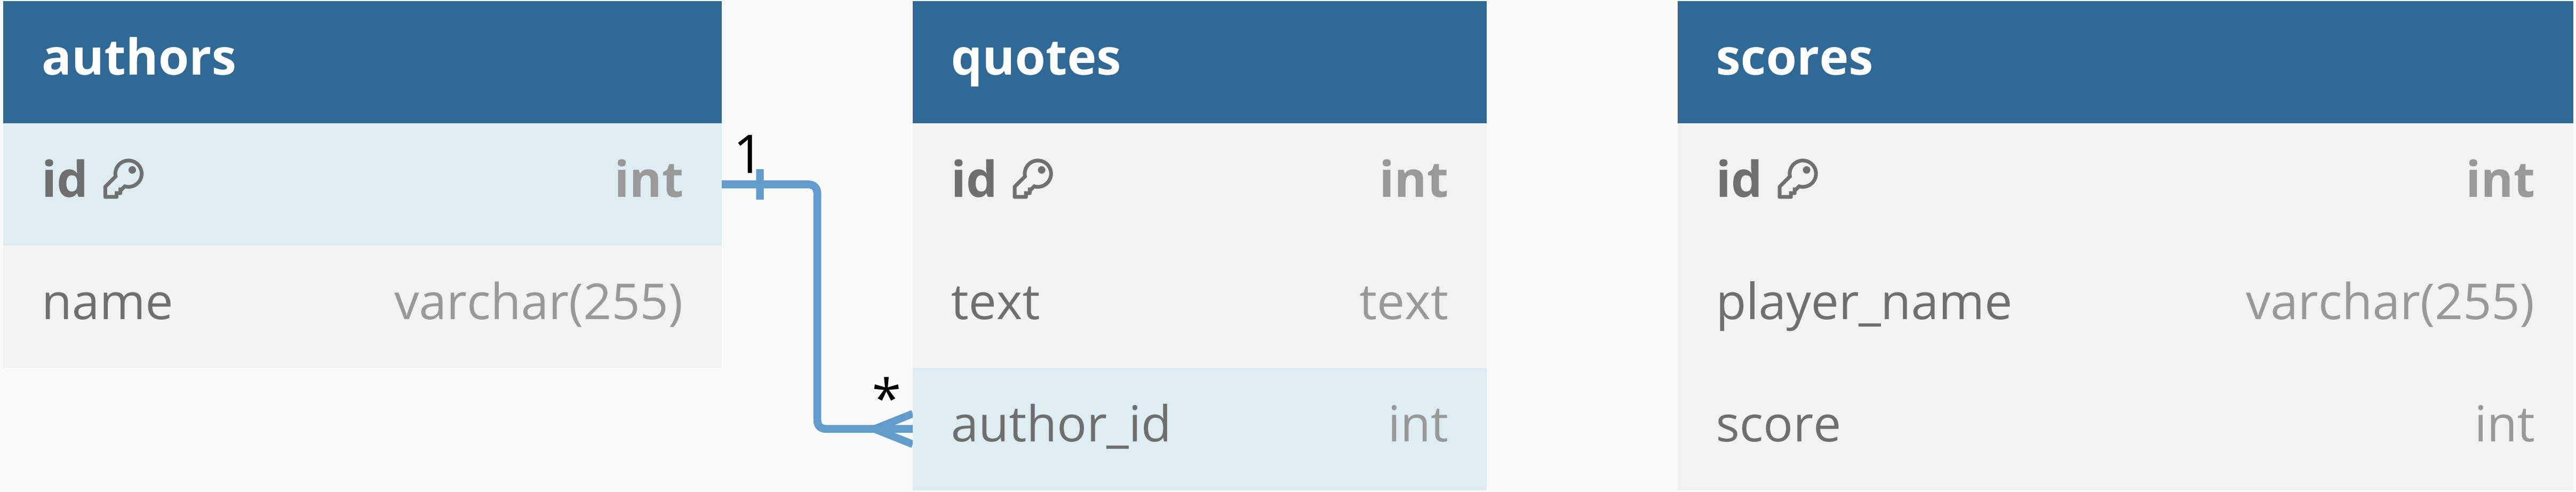 authors
id int
name varchar(255)
1
*
quotes
id int
text text
author_id int
scores
id int
player_name varchar(255)
score int